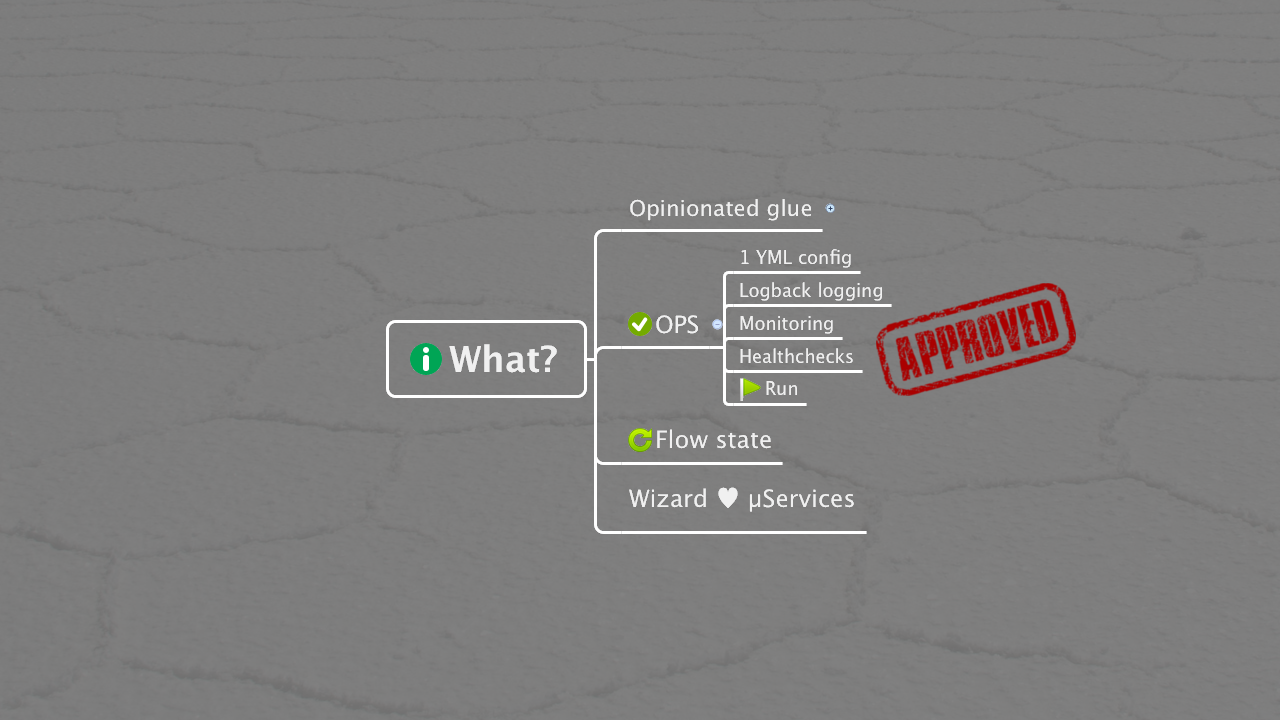 Opinionated glue
1 YML config
Logback logging
OPS
Monitoring
Healthchecks
Run
What?
APPROVED
Flow state
Wizard ♥ µServices